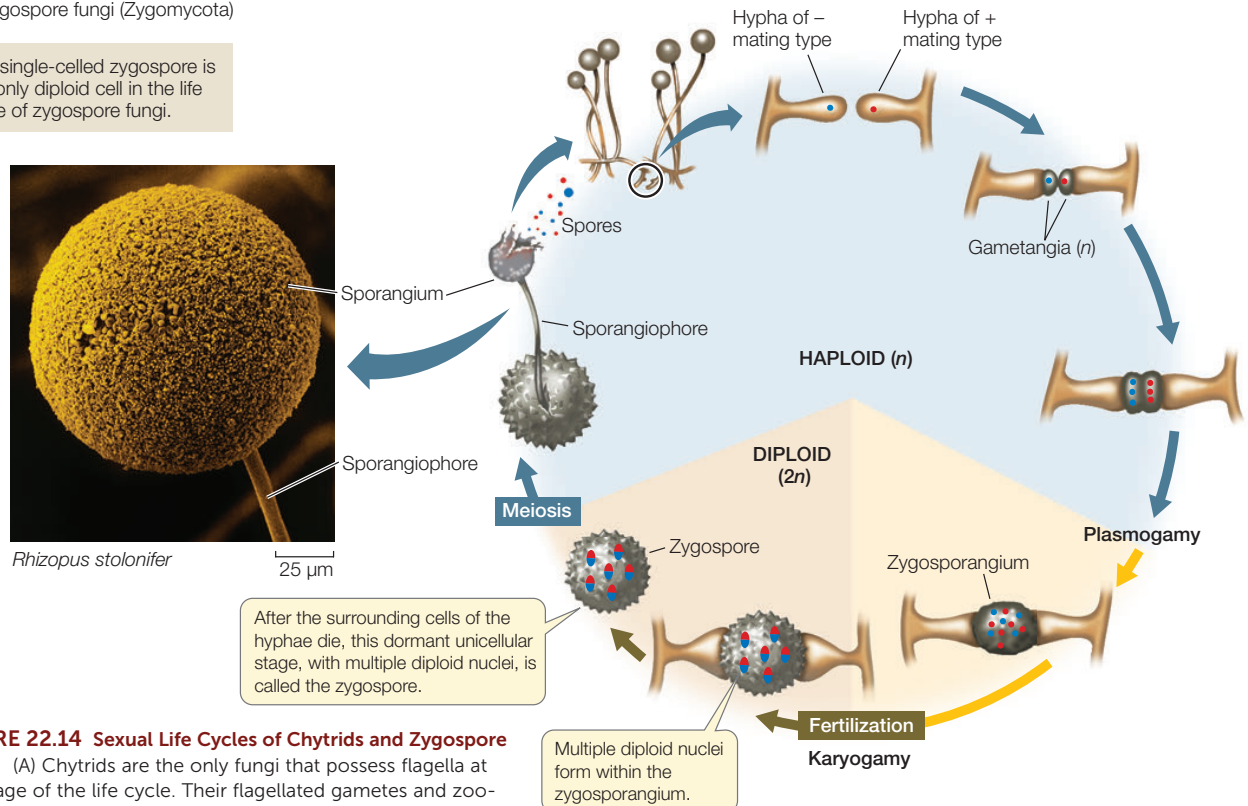 gospore fungi (Zygomycota)
single-celled zygospore is
only diploid cell in the life
e of zygospore fungi.
Hypha of –
mating type
Hypha of +
mating type
Spores
Gametangia (n)
Sporangium
Sporangiophore
HAPLOID (n)
DIPLOID
(2n)
Sporangiophore
Meiosis
Plasmogamy
Rhizopus stolonifer
25 µm
Zygospore
Zygosporangium
After the surrounding cells of the
hyphae die, this dormant unicellular
stage, with multiple diploid nuclei, is
called the zygospore.
Fertilization
Karyogamy
Multiple diploid nuclei
form within the
zygosporangium.
RE 22.14 Sexual Life Cycles of Chytrids and Zygospore
(A) Chytrids are the only fungi that possess flagella at
age of the life cycle. Their flagellated gametes and zoo-